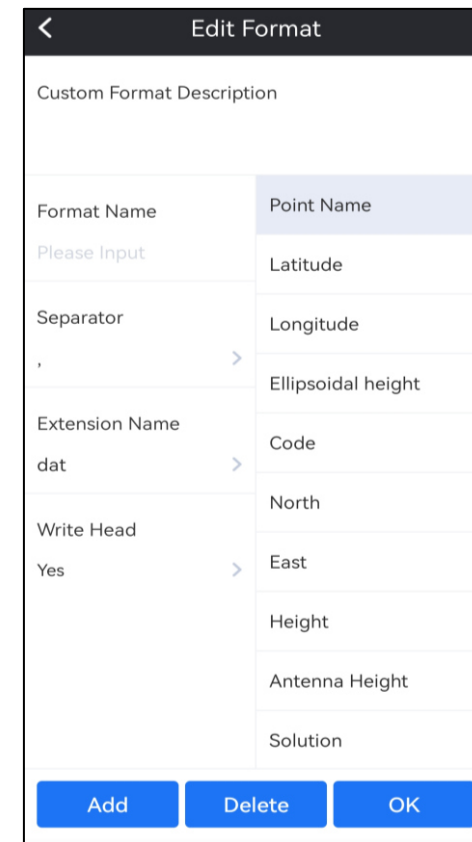 Edit Format
Custom Format Description
Format Name
Please Input
Separator
,
Extension Name
dat
Write Head
Yes
Point Name
Latitude
Longitude
Ellipsoidal height
Code
North
East
Height
Antenna Height
Solution
Add
Delete
OK